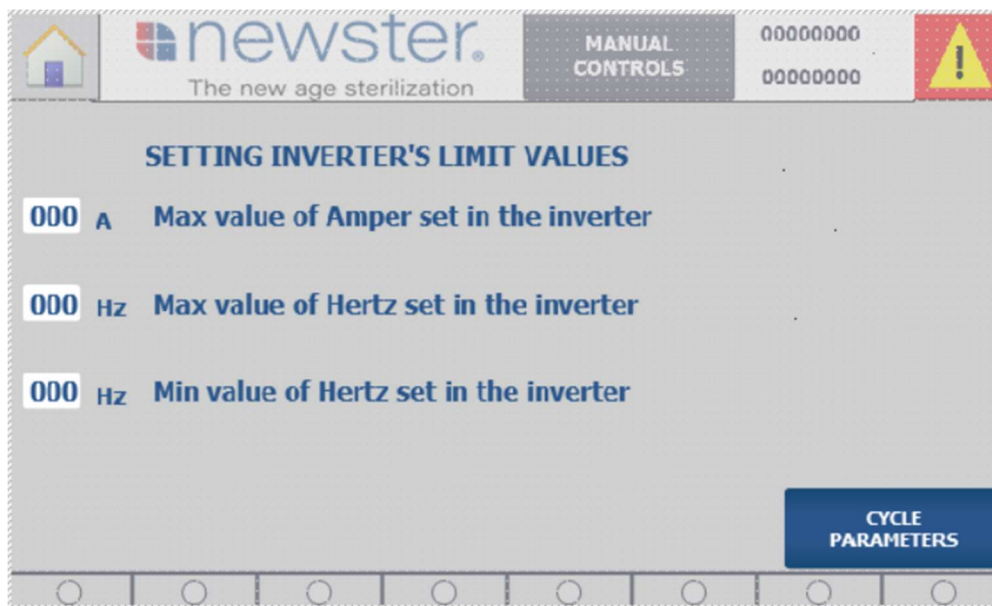 newster®
The new age sterilization
MANUAL
CONTROLS
00000000
00000000
!
SETTING INVERTER'S LIMIT VALUES
000 A Max value of Amper set in the inverter
000 Hz Max value of Hertz set in the inverter
000 Hz Min value of Hertz set in the inverter
CYCLE
PARAMETERS